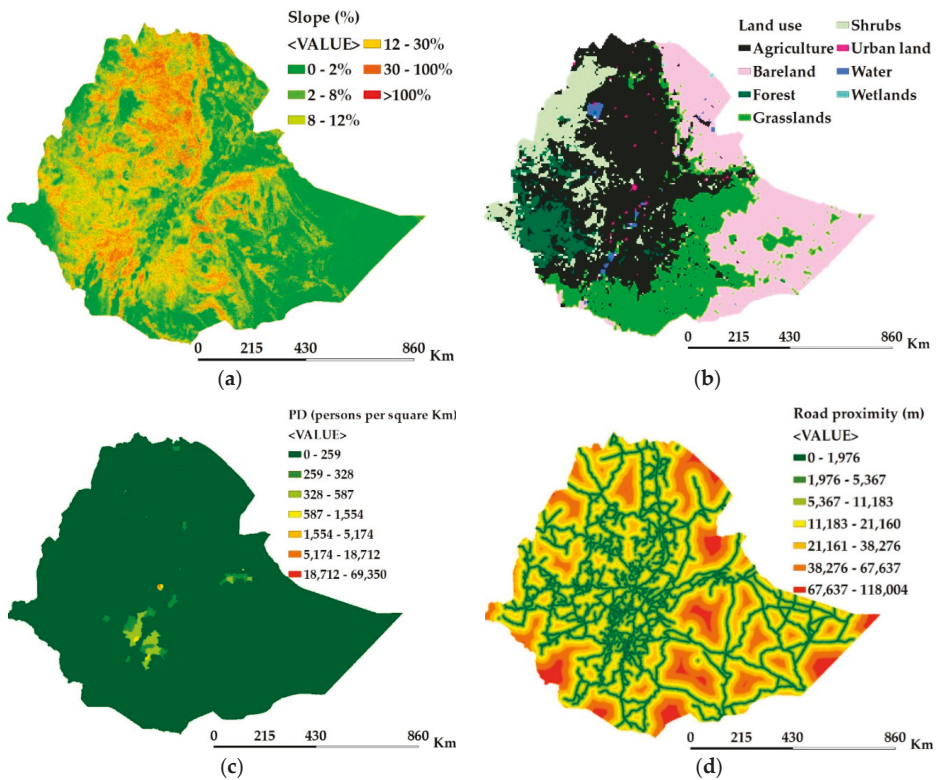 Slope (%)
<VALUE>
0 - 2%
2 - 8%
8 - 12%
12 - 30%
30 - 100%
>100%
0 215 430 860
Km
(a)
Land use
Agriculture
Bareland
Forest
Grasslands
Shrubs
Urban land
Water
Wetlands
0 215 430 860
Km
(b)
PD (persons per square Km)
<VALUE>
0 - 259
259 - 328
328 - 587
587 - 1,554
1,554 - 5,174
5,174 - 18,712
18,712 - 69,350
0 215 430 860
Km
(c)
Road proximity (m)
<VALUE>
0 - 1,976
1,976 - 5,367
5,367 - 11,183
11,183 - 21,160
21,161 - 38,276
38,276 - 67,637
67,637 - 118,004
0 215 430 860
Km
(d)